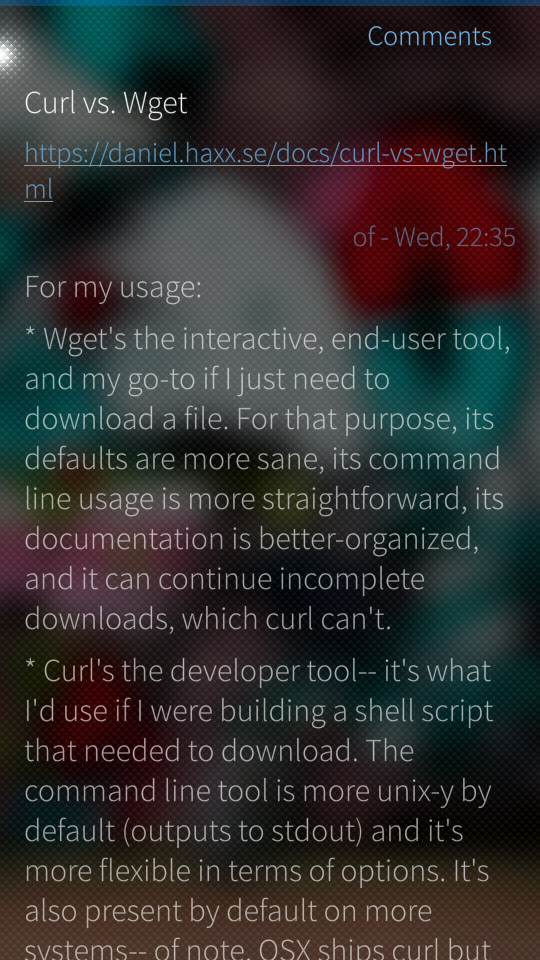 Comments
Curl vs. Wget
https://daniel.haxx.se/docs/curl-vs-wget.ht
ml
of - Wed, 22:35
For my usage:
* Wget's the interactive, end-user tool,
and my go-to if I just need to
download a file. For that purpose, its
defaults are more sane, its command
line usage is more straightforward, its
documentation is better-organized,
and it can continue incomplete
downloads, which curl can't.
* Curl's the developer tool-- it's what
I'd use if I were building a shell script
that needed to download. The
command line tool is more unix-y by
default (outputs to stdout) and it's
more flexible in terms of options. It's
also present by default on more
systems-- of note, OSX ships curl but